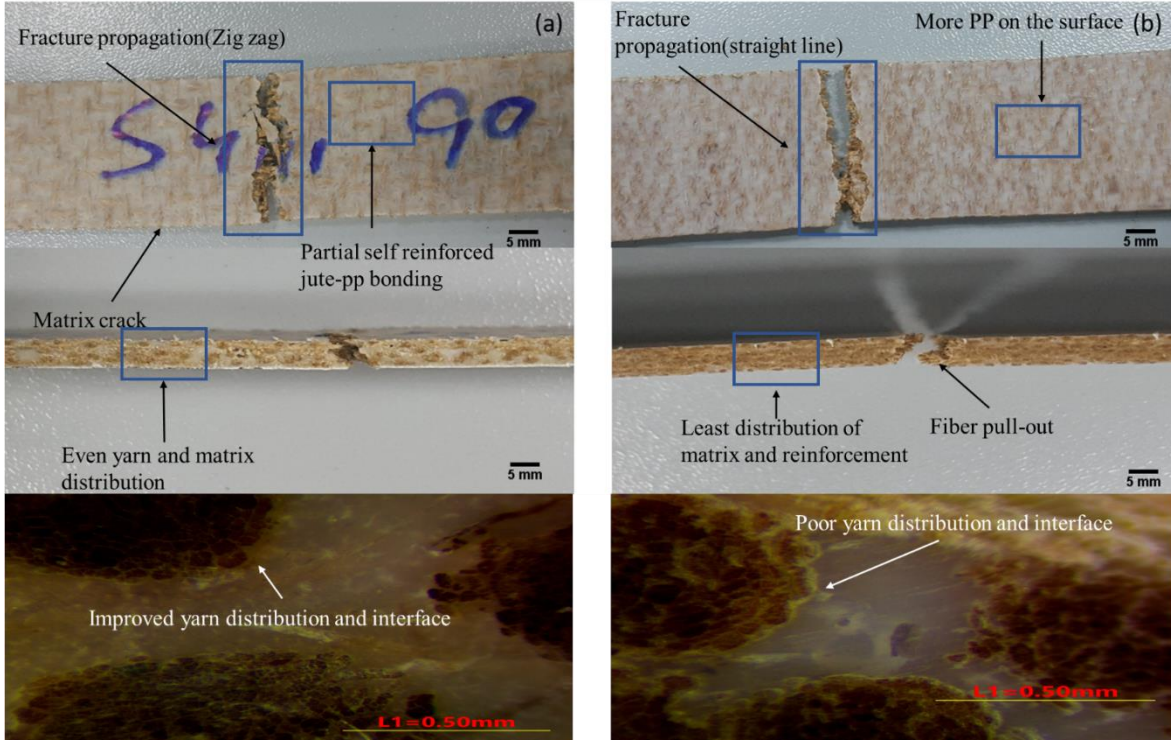 (a)
Fracture propagation(Zig zag)
S4
90
Partial self reinforced
jute-pp bonding
5 mm
Matrix crack
Even yarn and matrix
distribution
5 mm
Improved yarn distribution and interface
L1=0.50mm
(b)
Fracture
propagation(straight line)
More PP on the surface
5 mm
Least distribution of
matrix and reinforcement
Fiber pull-out
5 mm
Poor yarn distribution and interface
L1=0.50mm